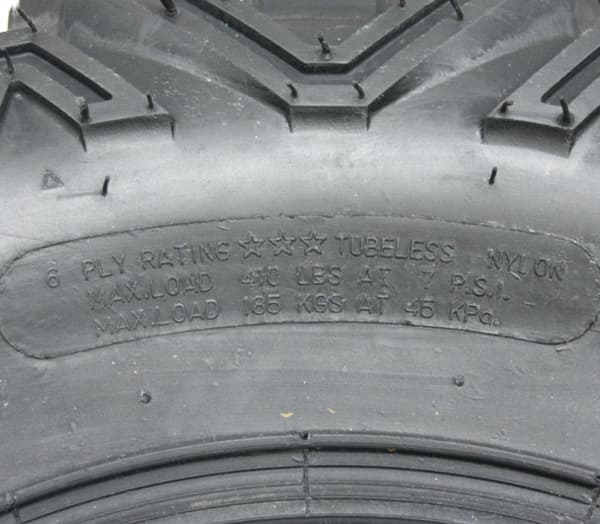 6 PLY RATING ☆☆☆ TUBELESS NYLON
MAX.LOAD 410 LBS AT 7 P.S.I.
MAX.LOAD 185 KGS AT 45 KPa.